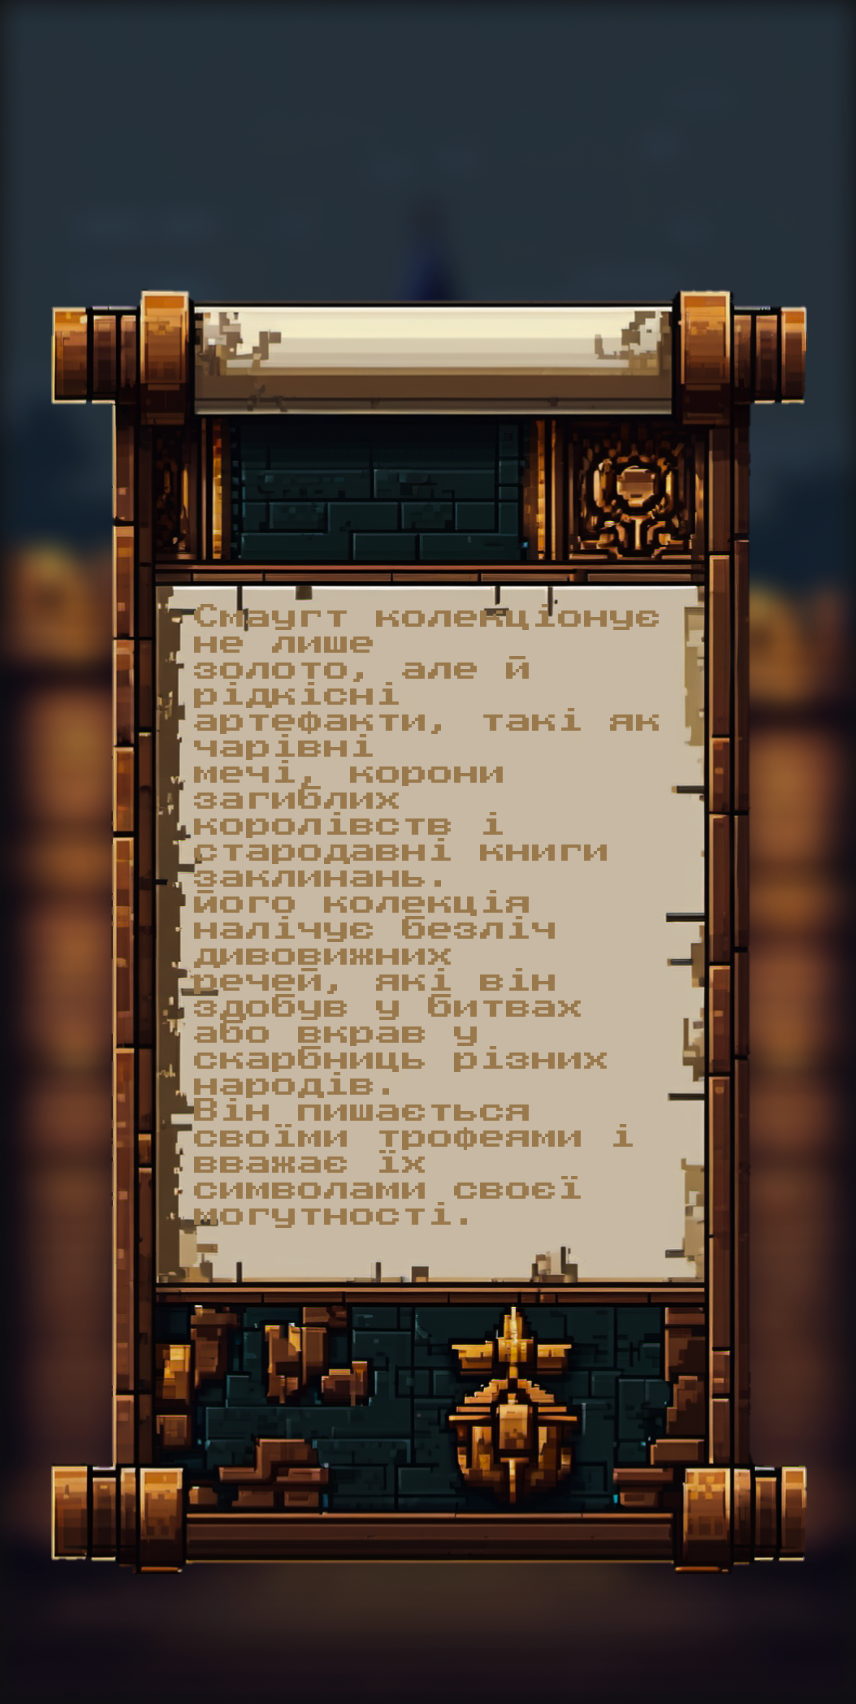 Смаугт колекціонує
не лише
золото, але й
рідкісні
артефакти, такі як
чарівні
мечі, корони
загиблих
королівств і
стародавні книги
заклинань.
Його колекція
налічує безліч
дивовижних
речей, які він
здобув у битвах
або вкрав у
скарбниць різних
народів.
Він пишається
своїми трофеями і
вважає їх
символами своєї
могутності.